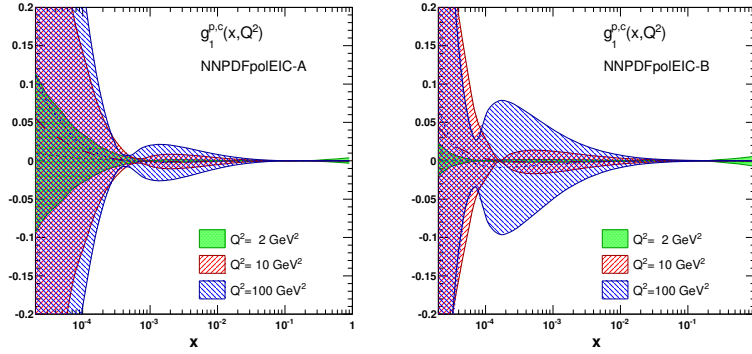 0.2
0.15
0.1
0.05
0
-0.05
-0.1
-0.15
-0.2
g₁^{p,c}(x,Q²)
NNPDFpolEIC-A
Q²= 2 GeV²
Q²= 10 GeV²
Q²=100 GeV²
10⁻⁴ 10⁻³ 10⁻² 10⁻¹ 1
x
0.2
0.15
0.1
0.05
0
-0.05
-0.1
-0.15
-0.2
g₁^{p,c}(x,Q²)
NNPDFpolEIC-B
Q²= 2 GeV²
Q²= 10 GeV²
Q²=100 GeV²
10⁻⁴ 10⁻³ 10⁻² 10⁻¹ 1
x